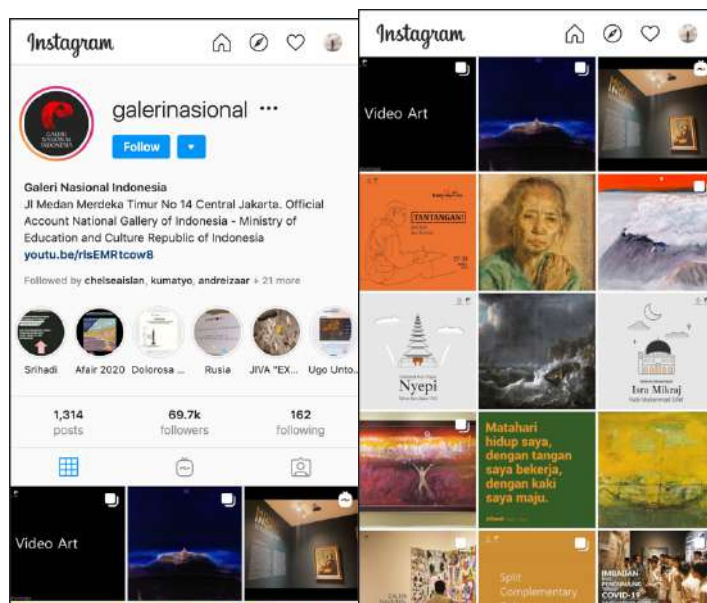 Instagram
galerinasional
GALERI
NASIONAL
INDONESIA
Follow
Galeri Nasional Indonesia
Jl Medan Merdeka Timur No 14 Central Jakarta. Official
Account National Gallery of Indonesia - Ministry of
Education and Culture Republic of Indonesia
youtu.be/rlsEMRtcow8
Followed by chelseaislan, kumatyo, andreizaar + 21 more
Srihadi
Afair 2020
Dolorosa ...
Rusia
JIVA "EX...
Ugo Unto...
1,314
posts
69.7k
followers
162
following
Video Art
Instagram
Video Art
TANTANGAN!
Nyepi
Isra Mikraj
Matahari
hidup saya,
dengan tangan
saya bekerja,
dengan kaki
saya maju.
Split
Complementary
IMBAUAN
COVID-19